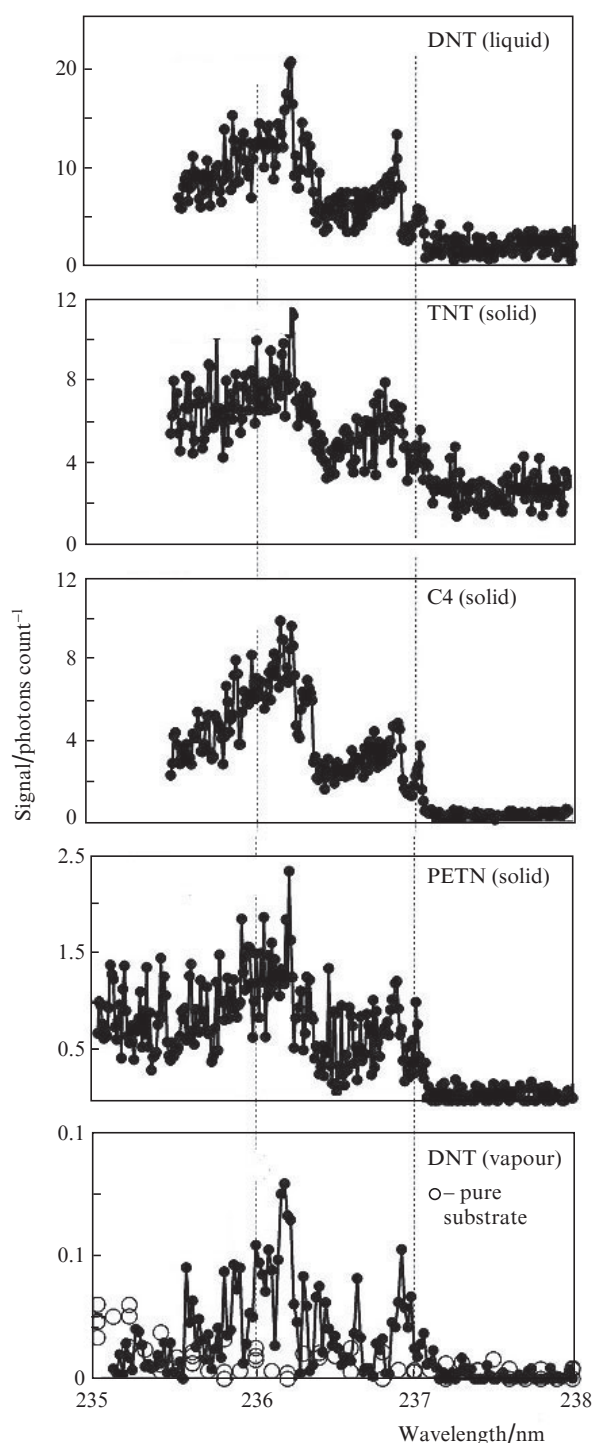 DNT (liquid)
20
10
0
TNT (solid)
12
8
4
0
C4 (solid)
12
8
4
0
Signal/photons count⁻¹
PETN (solid)
2.5
1.5
0.5
DNT (vapour)
○– pure
substrate
0.1
0.1
0
235 236 237 238
Wavelength/nm